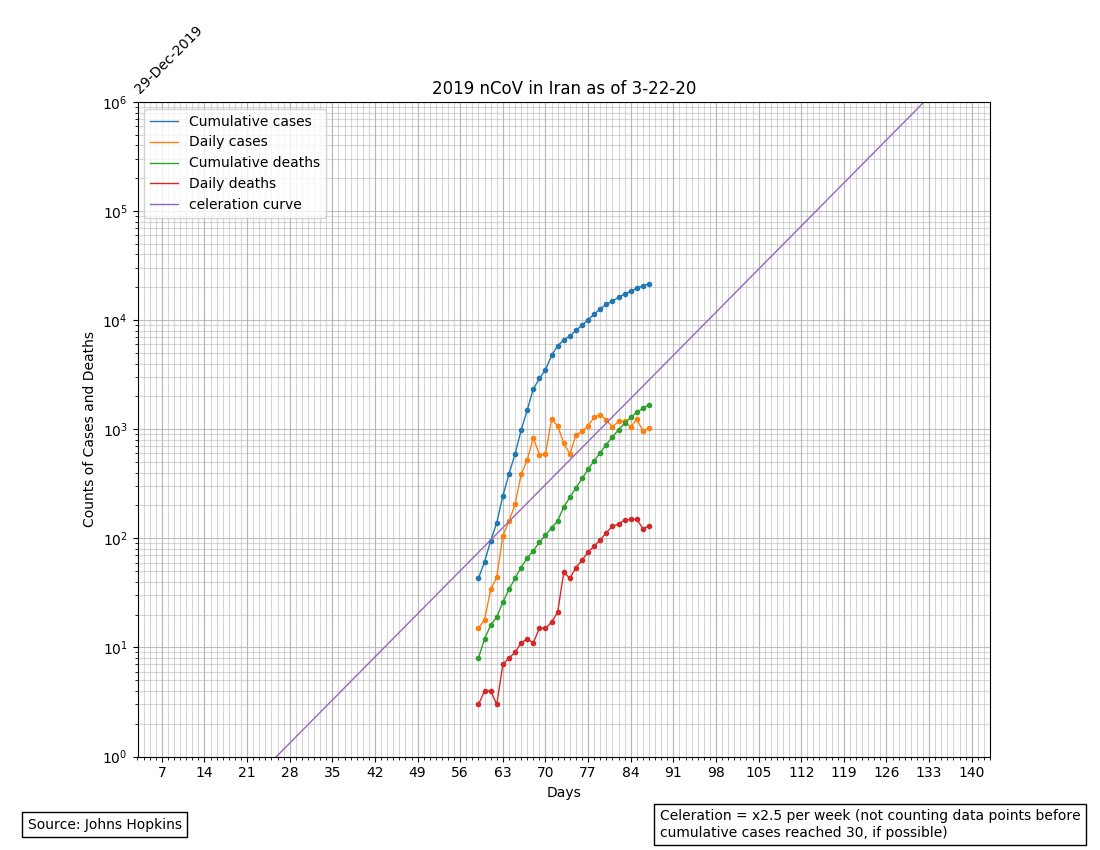 29-Dec-2019
2019 nCoV in Iran as of 3-22-20
Cumulative cases
Daily cases
Cumulative deaths
Daily deaths
celeration curve
10^6
10^5
10^4
10^3
10^2
10^1
10^0
Counts of Cases and Deaths
7 14 21 28 35 42 49 56 63 70 77 84 91 98 105 112 119 126 133 140
Days
Source: Johns Hopkins
Celeration = x2.5 per week (not counting data points before
cumulative cases reached 30, if possible)